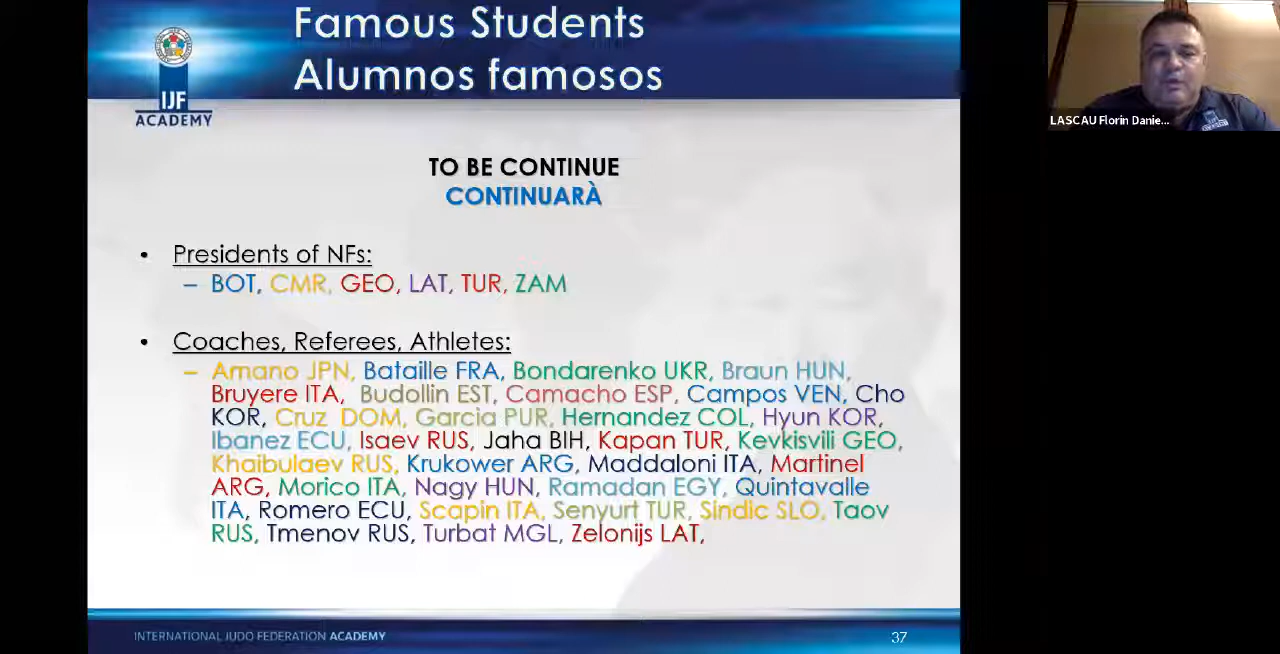 Famous Students
Alumnos famosos
IJF
ACADEMY
LASCAU Florin Danie...
TO BE CONTINUE
CONTINUARÀ
• Presidents of NFs:
– BOT, CMR, GEO, LAT, TUR, ZAM
• Coaches, Referees, Athletes:
– Amano JPN, Bataille FRA, Bondarenko UKR, Braun HUN,
Bruyere ITA, Budollin EST, Camacho ESP, Campos VEN, Cho
KOR, Cruz DOM, Garcia PUR, Hernandez COL, Hyun KOR,
Ibanez ECU, Isaev RUS, Jaha BIH, Kapan TUR, Kevkisvili GEO,
Khaibulaev RUS, Krukower ARG, Maddaloni ITA, Martinel
ARG, Morico ITA, Nagy HUN, Ramadan EGY, Quintavalle
ITA, Romero ECU, Scapin ITA, Senyurt TUR, Sindic SLO, Taov
RUS, Tmenov RUS, Turbat MGL, Zelonijs LAT,
INTERNATIONAL JUDO FEDERATION ACADEMY
37